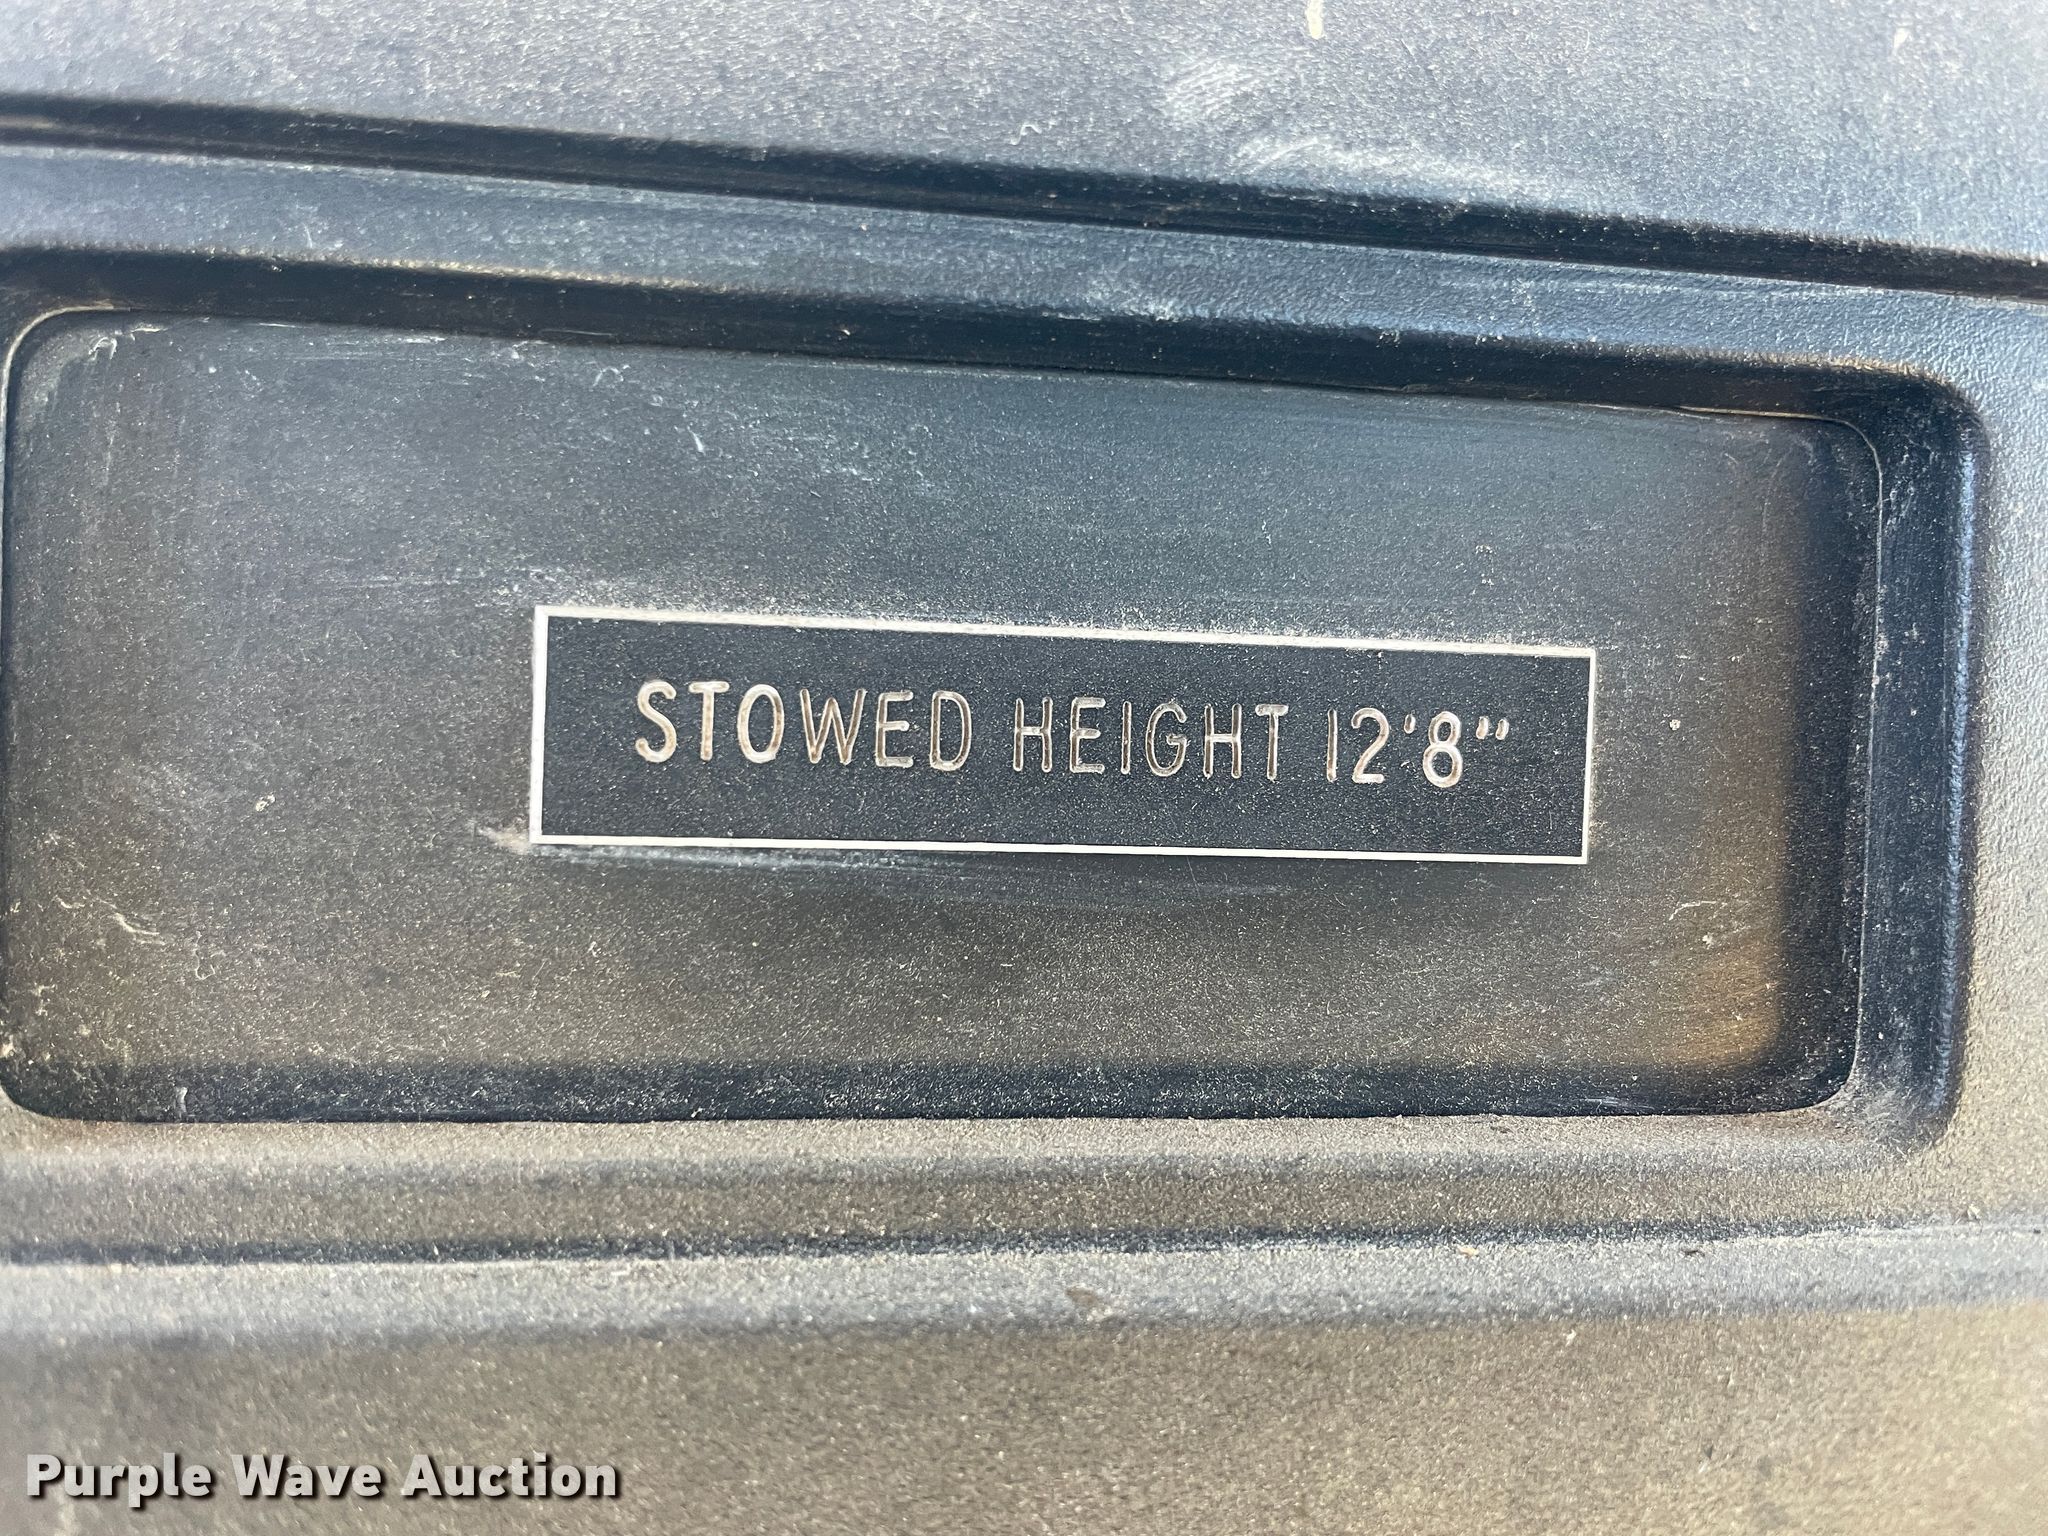 STOWED HEIGHT 12'8"
Purple Wave Auction